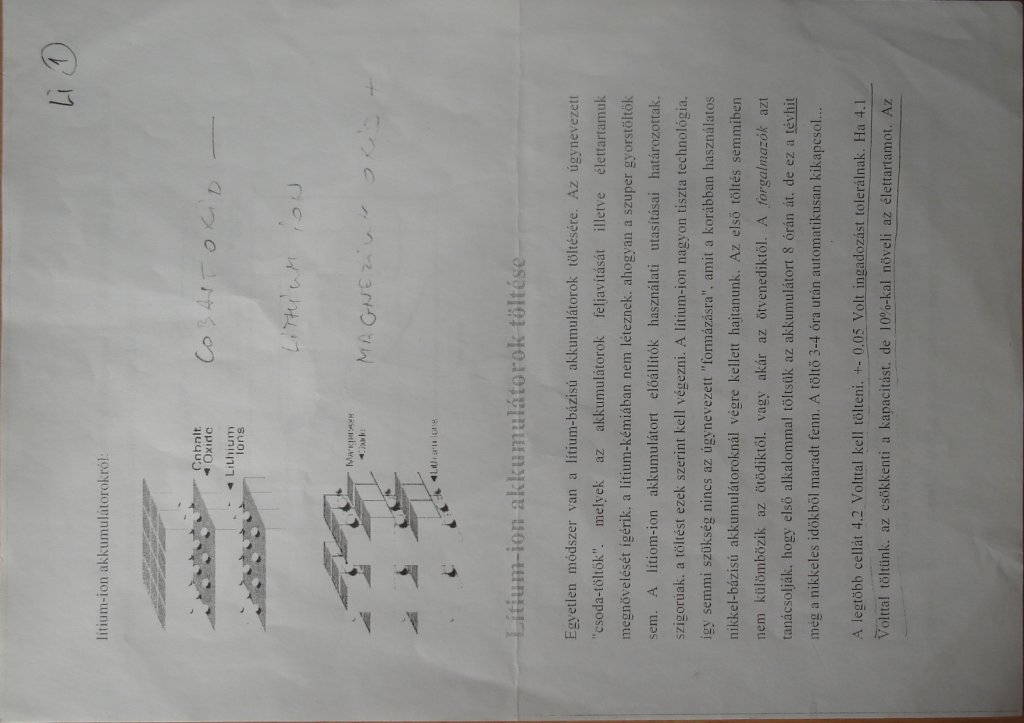 Li 1
lítium-ion akkumulátorokról:
Cobalt
Oxide
Lithium
Ions
COBALTOXID —
LITHIUM ION
Manganese
Oxide
Lithium Ions
MAGNEZIUM OXID +
Lítium-ion akkumulátorok töltése
Egyetlen módszer van a lítium-bázisú akkumulátorok töltésére. Az úgynevezett
"csoda-töltők", melyek az akkumulátorok feljavítását illetve élettartamuk
megnövelését ígérik, a lítium-kémiában nem léteznek, ahogyan a szuper gyorstöltők
sem. A lítiom-ion akkumulátort előállítók használati utasításai határozottak,
szigorúak, a töltést ezek szerint kell végezni. A lítium-ion nagyon tiszta technológia,
így semmi szükség nincs az úgynevezett "formázásra", amit a korábban használatos
nikkel-bázisú akkumulátoroknál végre kellett hajtanunk. Az első töltés semmiben
nem külömbözik az ötödiktől, vagy akár az ötvenediktől. A forgalmazók azt
tanácsolják, hogy első alkalommal töltsük az akkumulátort 8 órán át, de ez a tévhit
még a nikkeles időkből maradt fenn. A töltő 3-4 óra után automatikusan kikapcsol...
A legtöbb cellát 4.2 Volttal kell tölteni, +- 0.05 Volt ingadozást tolerálnak. Ha 4.1
Volttal töltünk, az csökkenti a kapacitást, de 10%-kal növeli az élettartamot. Az